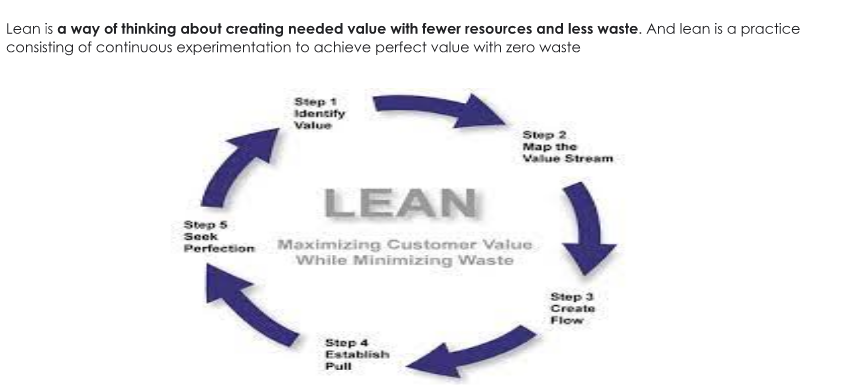 Lean is a way of thinking about creating needed value with fewer resources and less waste. And lean is a practice
consisting of continuous experimentation to achieve perfect value with zero waste
Step 1
Identify
Value
Step 2
Map the
Value Stream
LEAN
Maximizing Customer Value
While Minimizing Waste
Step 5
Seek
Perfection
Step 3
Create
Flow
Step 4
Establish
Pull